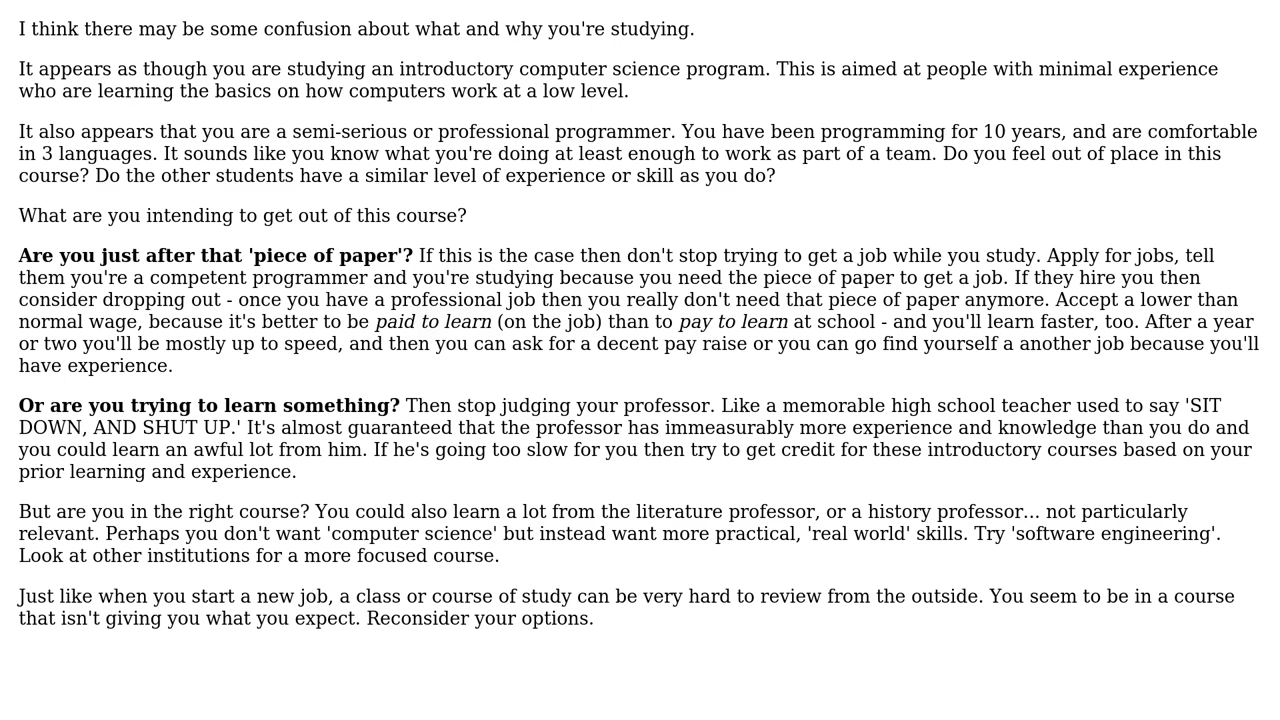 I think there may be some confusion about what and why you're studying.
It appears as though you are studying an introductory computer science program. This is aimed at people with minimal experience
who are learning the basics on how computers work at a low level.
It also appears that you are a semi-serious or professional programmer. You have been programming for 10 years, and are comfortable
in 3 languages. It sounds like you know what you're doing at least enough to work as part of a team. Do you feel out of place in this
course? Do the other students have a similar level of experience or skill as you do?
What are you intending to get out of this course?
Are you just after that 'piece of paper'? If this is the case then don't stop trying to get a job while you study. Apply for jobs, tell
them you're a competent programmer and you're studying because you need the piece of paper to get a job. If they hire you then
consider dropping out - once you have a professional job then you really don't need that piece of paper anymore. Accept a lower than
normal wage, because it's better to be paid to learn (on the job) than to pay to learn at school - and you'll learn faster, too. After a year
or two you'll be mostly up to speed, and then you can ask for a decent pay raise or you can go find yourself a another job because you'll
have experience.
Or are you trying to learn something? Then stop judging your professor. Like a memorable high school teacher used to say 'SIT
DOWN, AND SHUT UP.' It's almost guaranteed that the professor has immeasurably more experience and knowledge than you do and
you could learn an awful lot from him. If he's going too slow for you then try to get credit for these introductory courses based on your
prior learning and experience.
But are you in the right course? You could also learn a lot from the literature professor, or a history professor... not particularly
relevant. Perhaps you don't want 'computer science' but instead want more practical, 'real world' skills. Try 'software engineering'.
Look at other institutions for a more focused course.
Just like when you start a new job, a class or course of study can be very hard to review from the outside. You seem to be in a course
that isn't giving you what you expect. Reconsider your options.